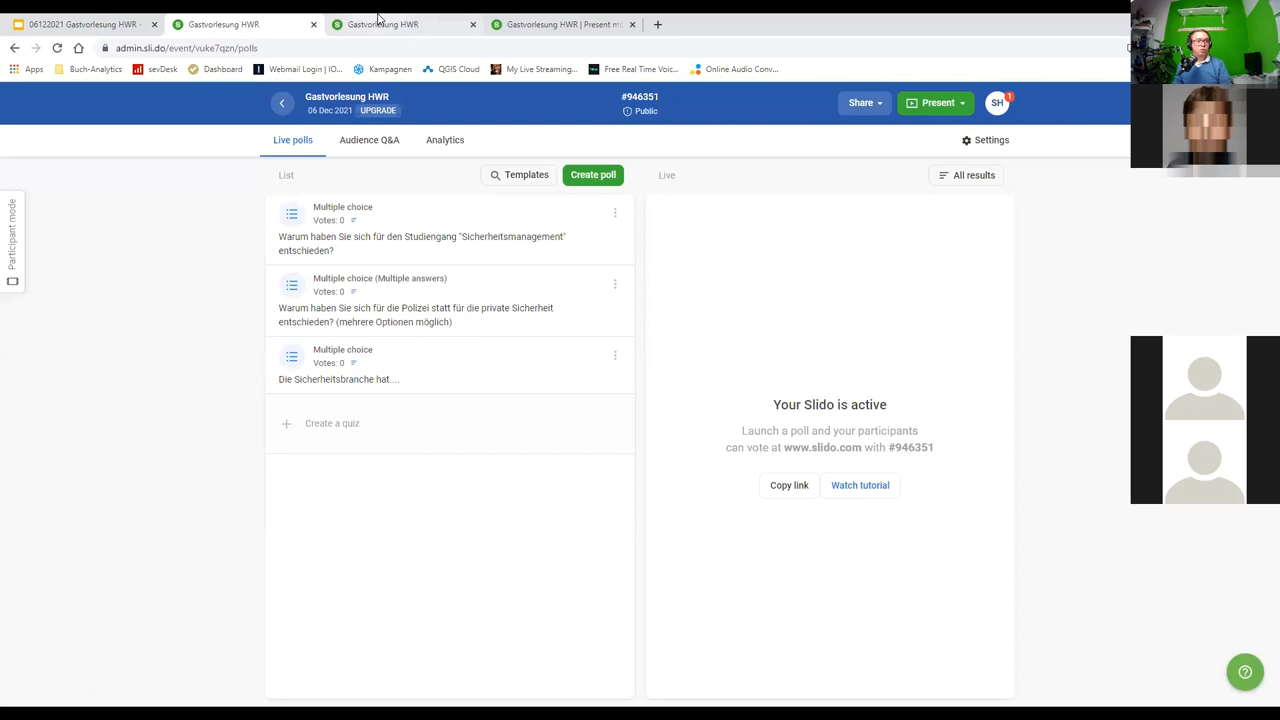 06122021 Gastvorlesung HWR -
Gastvorlesung HWR
Gastvorlesung HWR
Gastvorlesung HWR | Present mo
admin.sli.do/event/vuke7qzn/polls
Apps
Buch-Analytics
sevDesk
Dashboard
Webmail Login | IO...
Kampagnen
QGIS Cloud
My Live Streaming...
Free Real Time Voic...
Online Audio Conv...
Gastvorlesung HWR
06 Dec 2021 UPGRADE
#946351
Public
Share
Present
SH
1
Live polls
Audience Q&A
Analytics
Settings
Participant mode
List
Templates
Create poll
Live
All results
Multiple choice
Votes: 0
Warum haben Sie sich für den Studiengang "Sicherheitsmanagement"
entschieden?
Multiple choice (Multiple answers)
Votes: 0
Warum haben Sie sich für die Polizei statt für die private Sicherheit
entschieden? (mehrere Optionen möglich)
Multiple choice
Votes: 0
Die Sicherheitsbranche hat....
Create a quiz
Your Slido is active
Launch a poll and your participants
can vote at www.slido.com with #946351
Copy link
Watch tutorial